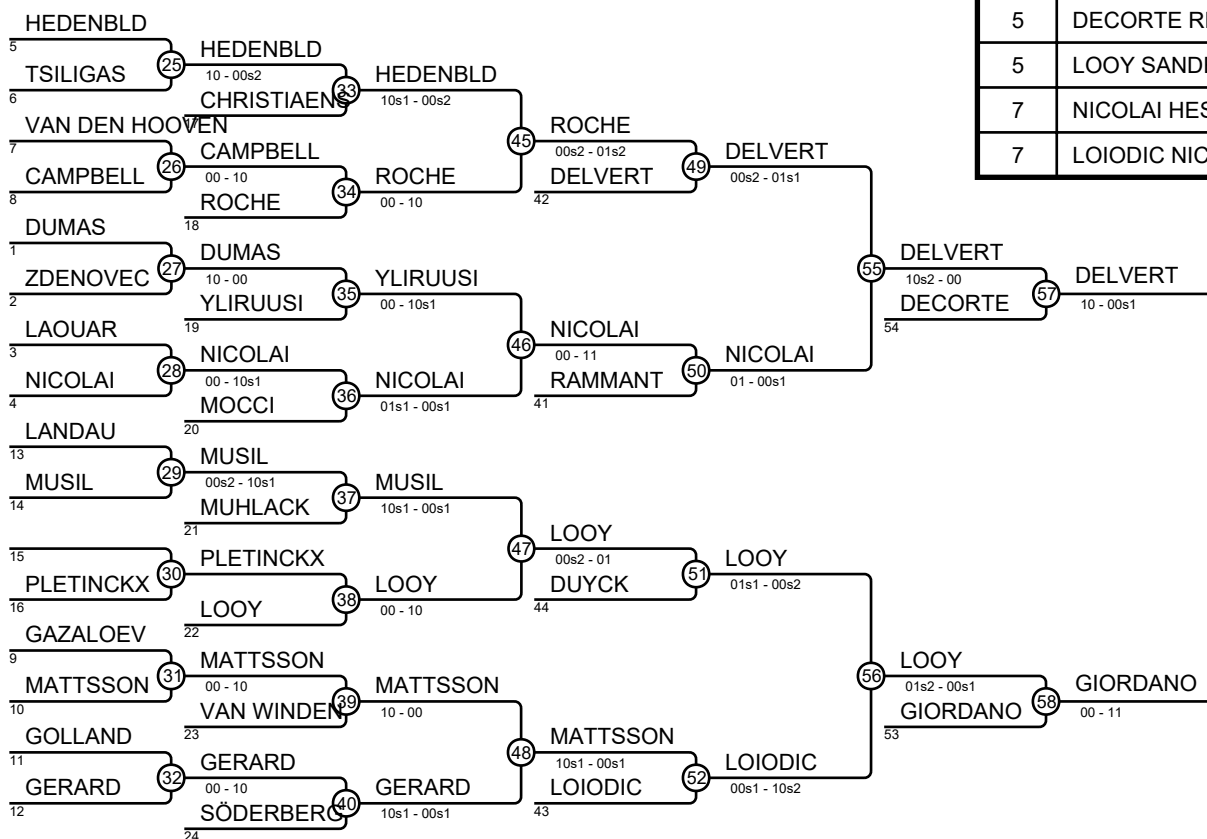 5 DECORTE
5 LOOY
7 NICOLAI
7 LOIODIC
HEDENBLD
5
TSILIGAS
6
25
HEDENBLD
10 - 00s2
CHRISTIAENS
17
33
HEDENBLD
10s1 - 00s2
VAN DEN HOOVEN
7
CAMPBELL
8
26
CAMPBELL
00 - 10
ROCHE
18
34
ROCHE
00 - 10
45
ROCHE
00s2 - 01s2
DELVERT
42
49
DELVERT
00s2 - 01s1
DUMAS
1
ZDENOVEC
2
27
DUMAS
10 - 00
YLIRUUSI
19
35
YLIRUUSI
00 - 10s1
LAOUAR
3
NICOLAI
4
28
NICOLAI
00 - 10s1
MOCCI
20
36
NICOLAI
01s1 - 00s1
46
NICOLAI
00 - 11
RAMMANT
41
50
NICOLAI
01 - 00s1
55
DELVERT
10s2 - 00
DECORTE
54
57
DELVERT
10 - 00s1
LANDAU
13
MUSIL
14
29
MUSIL
00s2 - 10s1
MUHLACK
21
37
MUSIL
10s1 - 00s1
15
PLETINCKX
16
30
PLETINCKX
LOOY
22
38
LOOY
00 - 10
47
LOOY
00s2 - 01
DUYCK
44
51
LOOY
01s1 - 00s2
GAZALOEV
9
MATTSSON
10
31
MATTSSON
00 - 10
VAN WINDEN
23
39
MATTSSON
10 - 00
GOLLAND
11
GERARD
12
32
GERARD
00 - 10
SÖDERBERG
24
40
GERARD
10s1 - 00s1
48
MATTSSON
10s1 - 00s1
LOIODIC
43
52
LOIODIC
00s1 - 10s2
56
LOOY
01s2 - 00s1
GIORDANO
53
58
GIORDANO
00 - 11